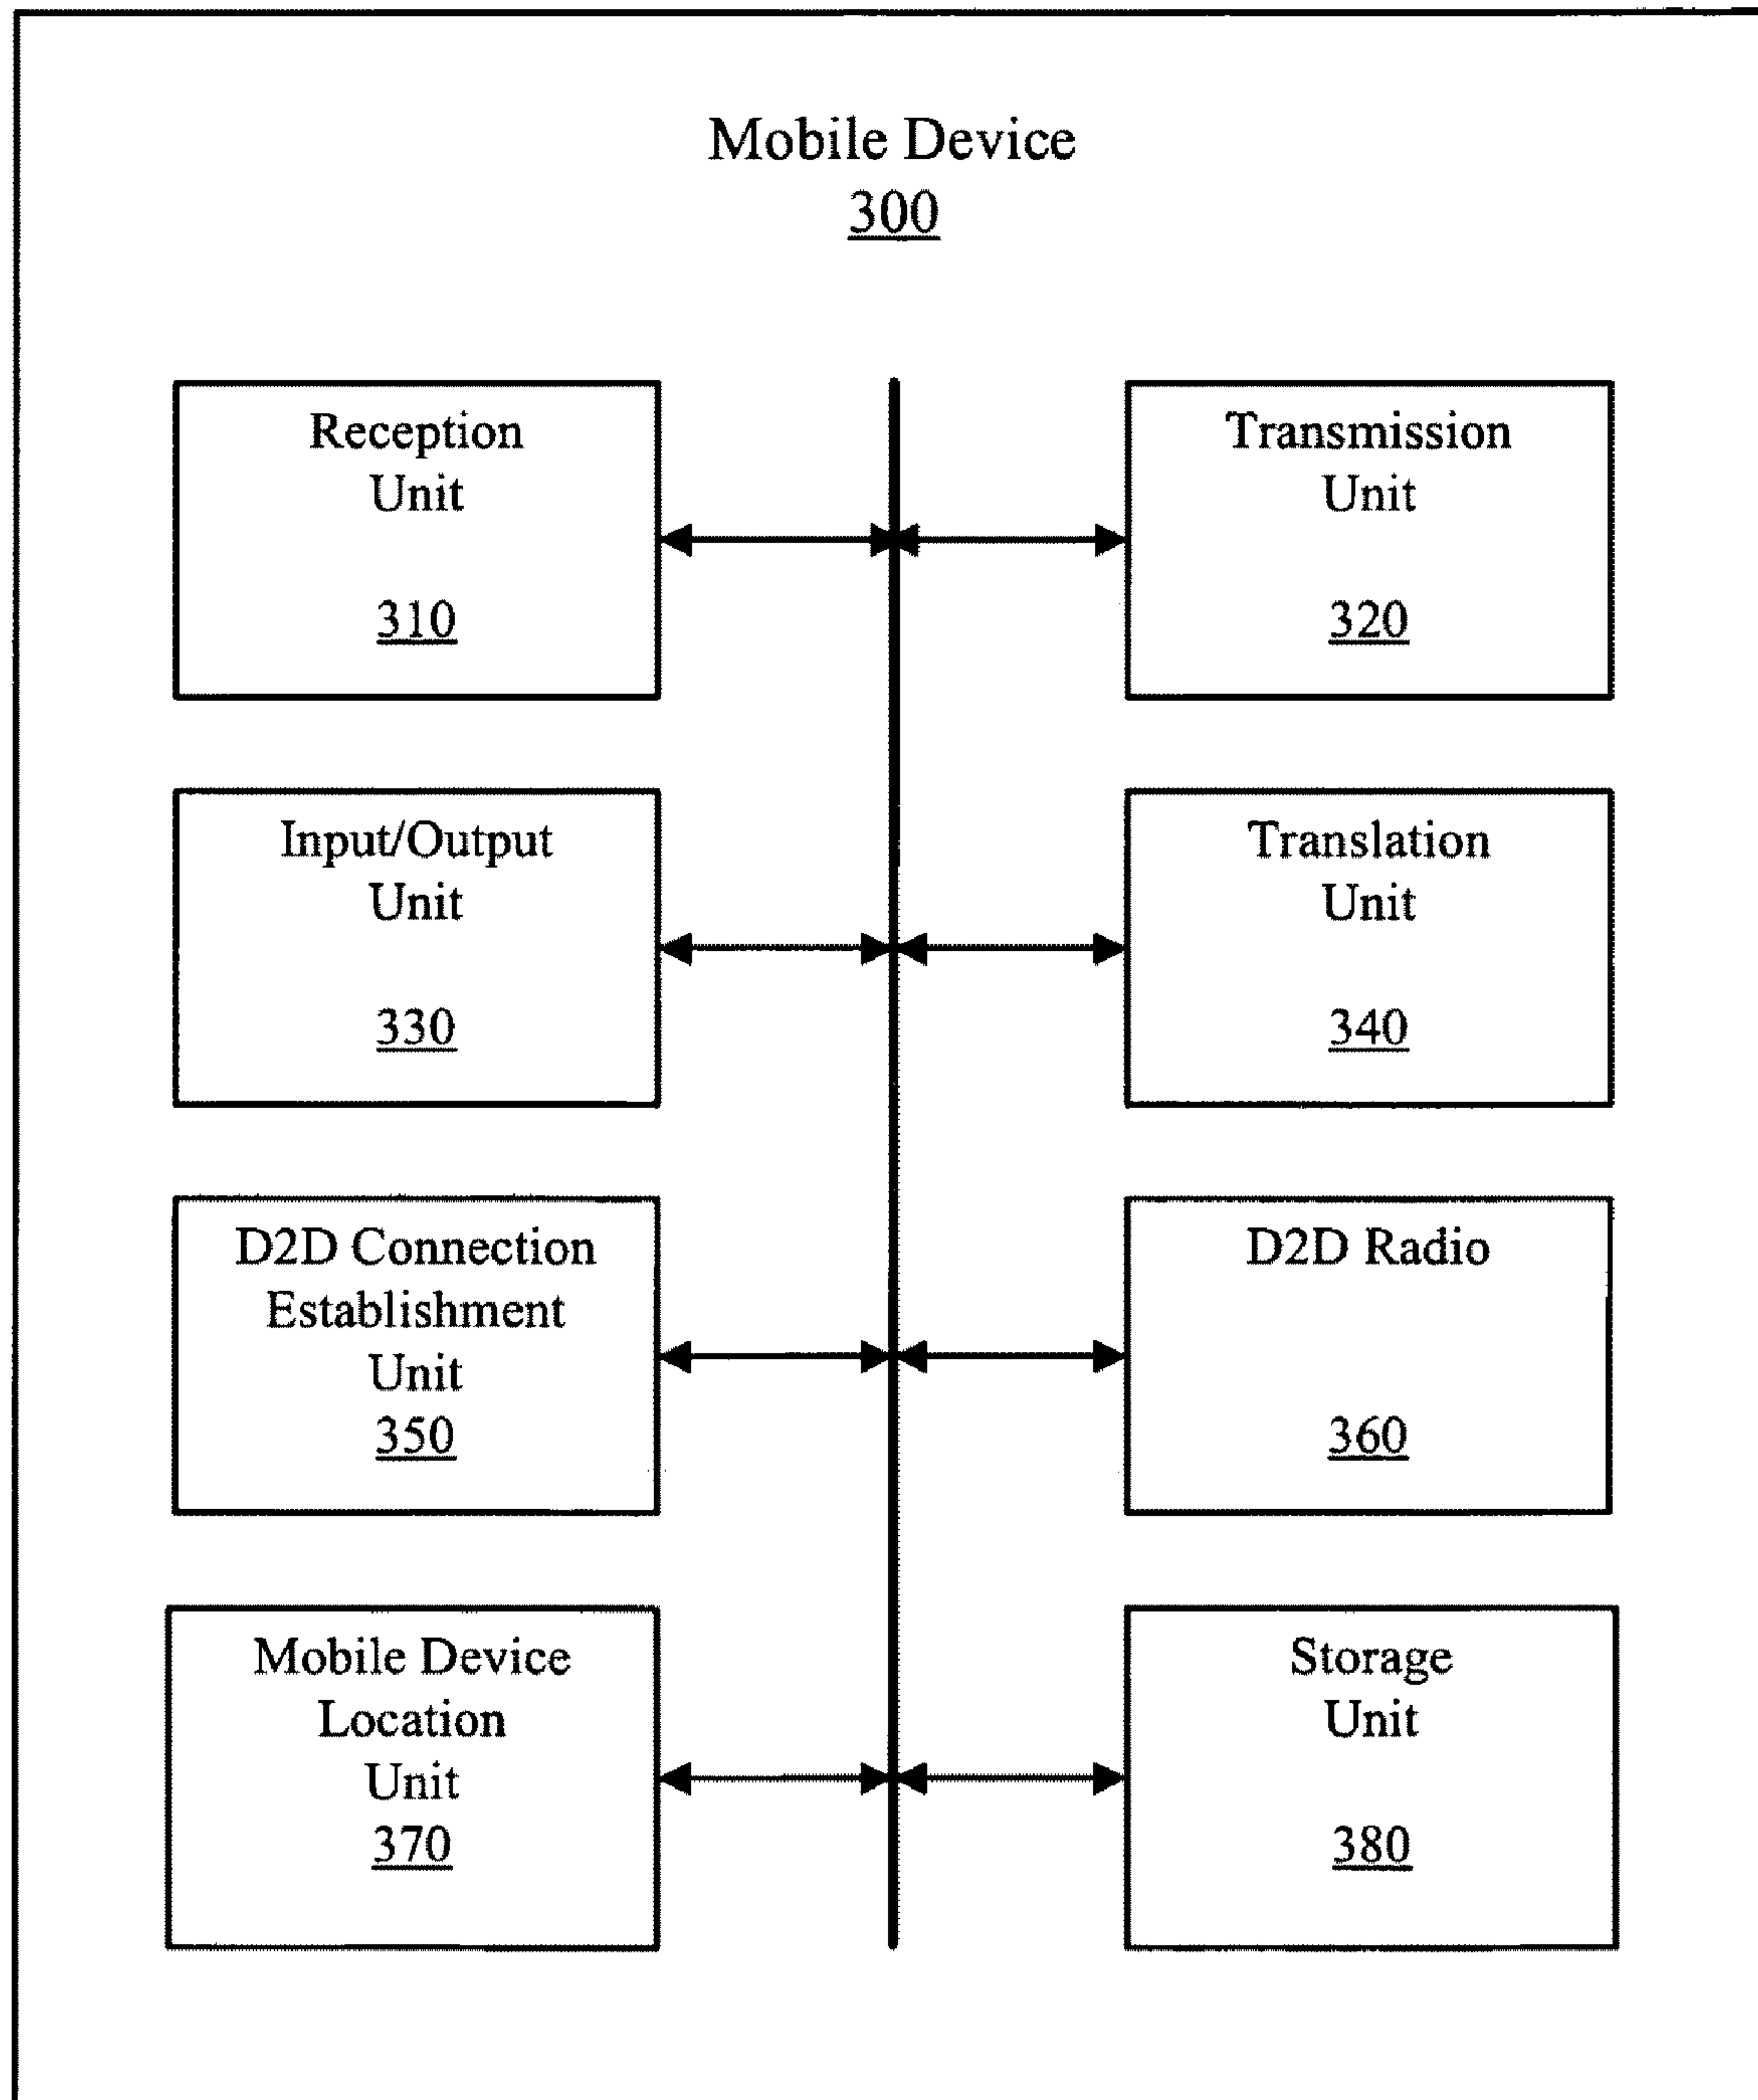 Mobile Device
300
Reception
Unit
310
Transmission
Unit
320
Input/Output
Unit
330
Translation
Unit
340
D2D Connection
Establishment
Unit
350
D2D Radio
360
Mobile Device
Location
Unit
370
Storage
Unit
380